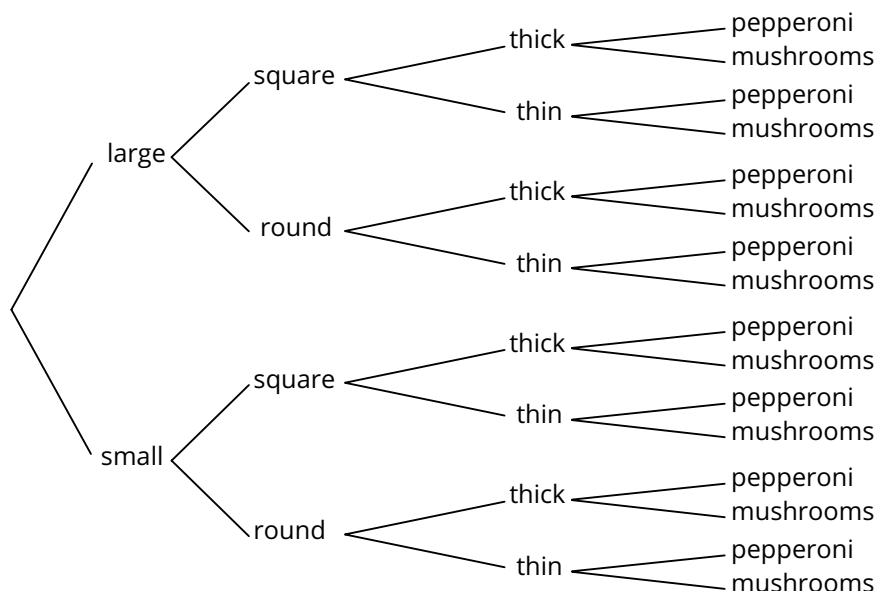 thick
pepperoni
mushrooms
square
thin
pepperoni
mushrooms
large
thick
pepperoni
mushrooms
round
thin
pepperoni
mushrooms
thick
pepperoni
mushrooms
square
thin
pepperoni
mushrooms
small
thick
pepperoni
mushrooms
round
thin
pepperoni
mushrooms